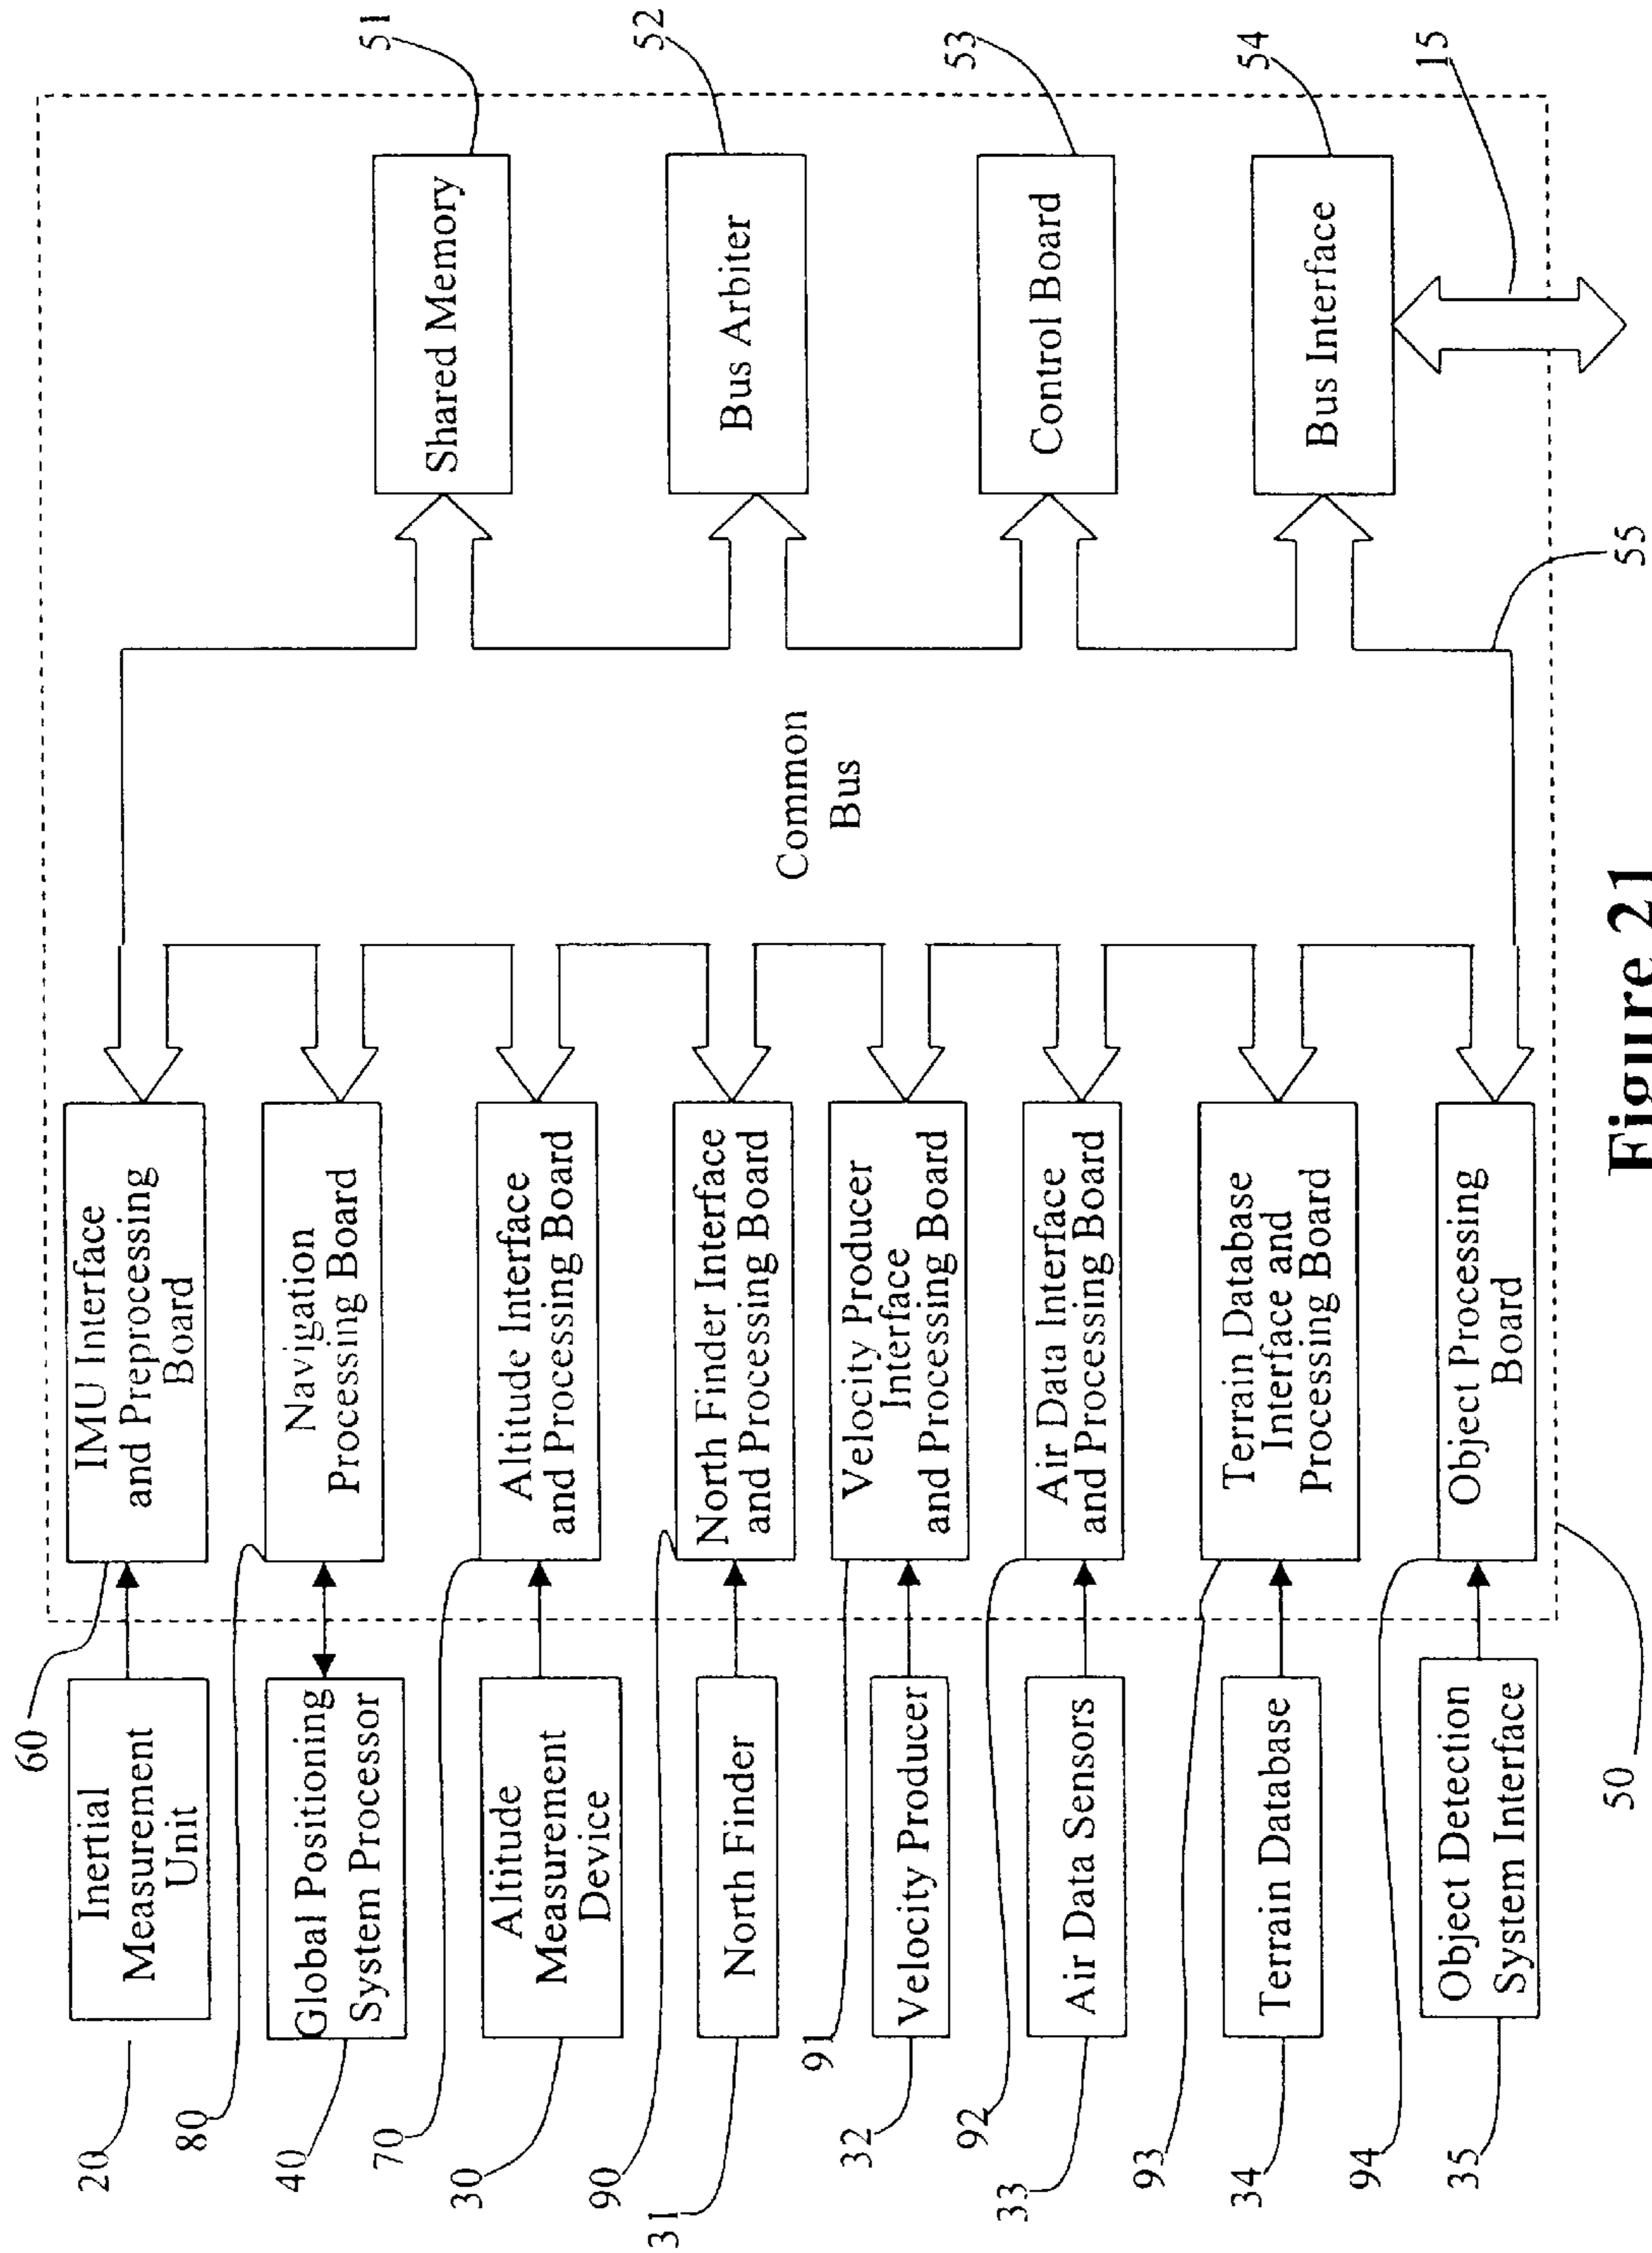 60
Inertial
Measurement
Unit
20
IMU Interface
and Preprocessing
Board
80
Global Positioning
System Processor
40
Navigation
Processing Board
70
Altitude
Measurement
Device
30
Altitude Interface
and Processing Board
90
North Finder
31
North Finder Interface
and Processing Board
91
Velocity Producer
32
Velocity Producer
Interface
and Processing Board
92
Air Data Sensors
33
Air Data Interface
and Processing Board
93
Terrain Database
34
Terrain Database
Interface and
Processing Board
94
Object Detection
System Interface
35
Object Processing
Board
50
Common
Bus
Shared Memory
51
Bus Arbiter
52
Control Board
53
Bus Interface
54
15
55
Figure 21